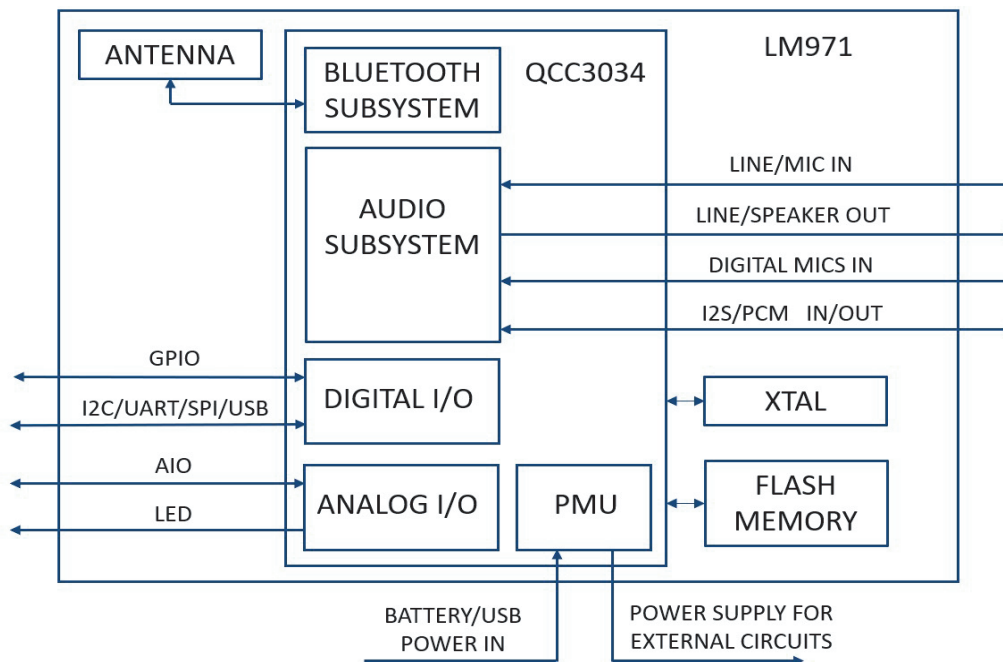 LM971
QCC3034
ANTENNA
BLUETOOTH
SUBSYSTEM
AUDIO
SUBSYSTEM
LINE/MIC IN
LINE/SPEAKER OUT
DIGITAL MICS IN
I2S/PCM IN/OUT
GPIO
I2C/UART/SPI/USB
DIGITAL I/O
XTAL
AIO
LED
ANALOG I/O
PMU
FLASH
MEMORY
BATTERY/USB
POWER IN
POWER SUPPLY FOR
EXTERNAL CIRCUITS